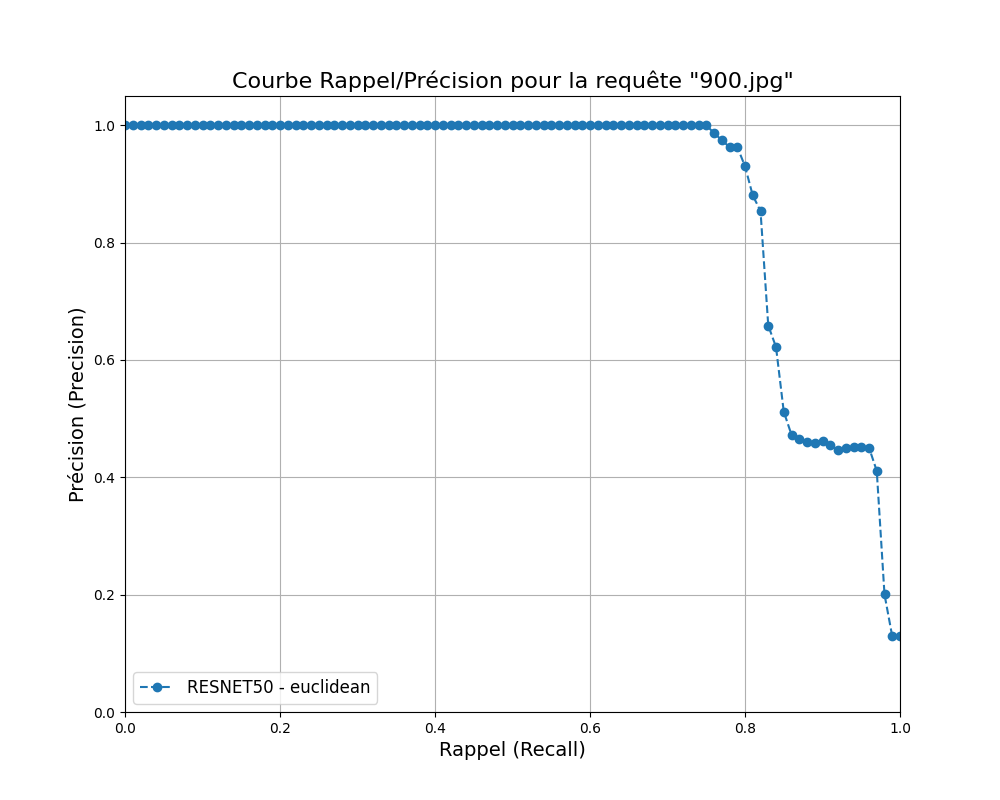 Courbe Rappel/Précision pour la requête "900.jpg"
Précision (Precision)
1.0
0.8
0.6
0.4
0.2
0.0
RESNET50 - euclidean
0.0 0.2 0.4 0.6 0.8 1.0
Rappel (Recall)